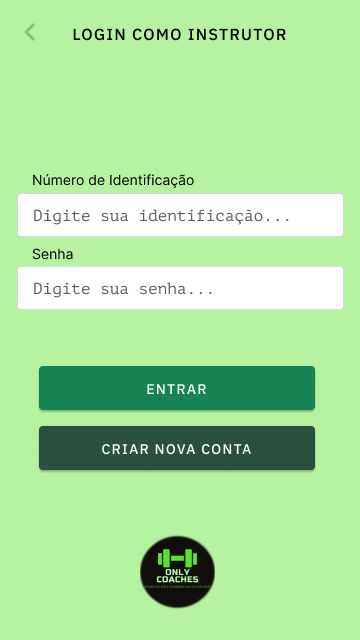 LOGIN COMO INSTRUTOR
Número de Identificação
Digite sua identificação...
Senha
Digite sua senha...
ENTRAR
CRIAR NOVA CONTA
ONLY
COACHES